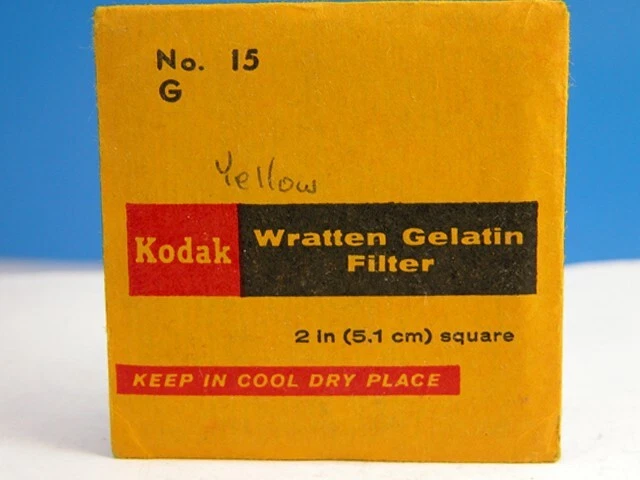 No. 15
G
Yellow
Kodak
Wratten Gelatin
Filter
2 in (5.1 cm) square
KEEP IN COOL DRY PLACE